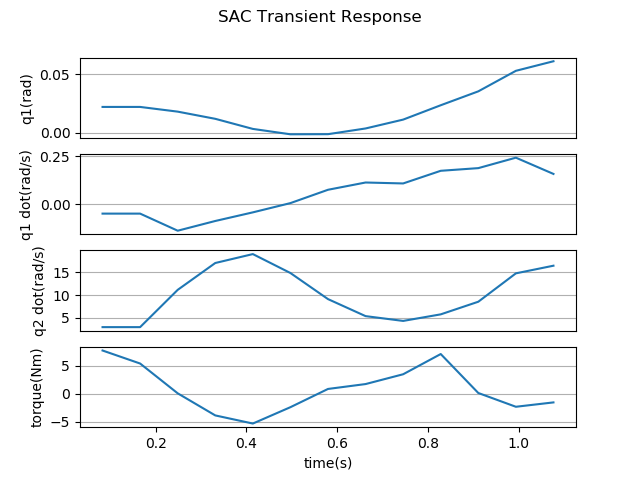 SAC Transient Response
q1(rad)
0.05
0.00
q1 dot(rad/s)
0.25
0.00
q2 dot(rad/s)
15
10
5
torque(Nm)
5
0
−5
0.2 0.4 0.6 0.8 1.0
time(s)